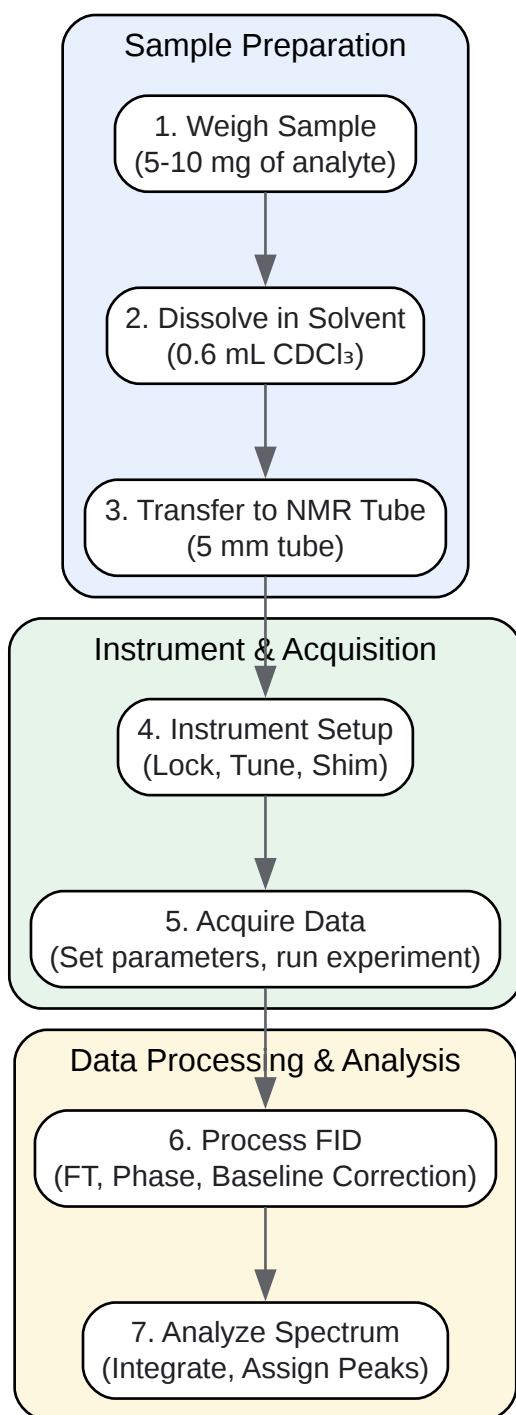 Sample Preparation
1. Weigh Sample
(5-10 mg of analyte)
2. Dissolve in Solvent
(0.6 mL CDCl₃)
3. Transfer to NMR Tube
(5 mm tube)
Instrument & Acquisition
4. Instrument Setup
(Lock, Tune, Shim)
5. Acquire Data
(Set parameters, run experiment)
Data Processing & Analysis
6. Process FID
(FT, Phase, Baseline Correction)
7. Analyze Spectrum
(Integrate, Assign Peaks)